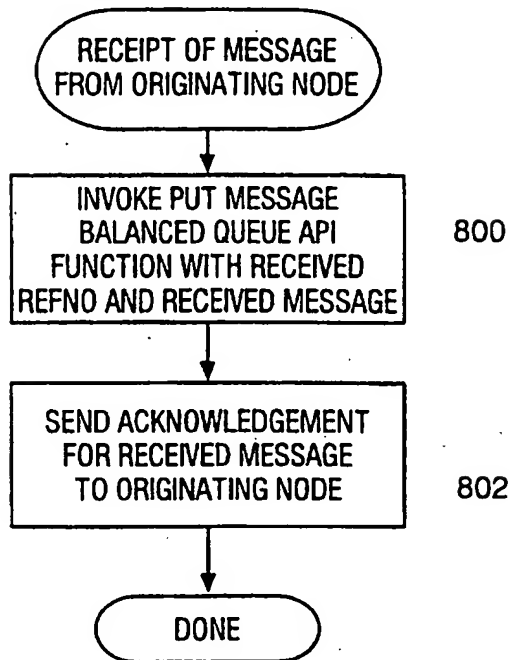 RECEIPT OF MESSAGE
FROM ORIGINATING NODE
INVOKE PUT MESSAGE
BALANCED QUEUE API
FUNCTION WITH RECEIVED
REFNO AND RECEIVED MESSAGE
800
SEND ACKNOWLEDGEMENT
FOR RECEIVED MESSAGE
TO ORIGINATING NODE
802
DONE